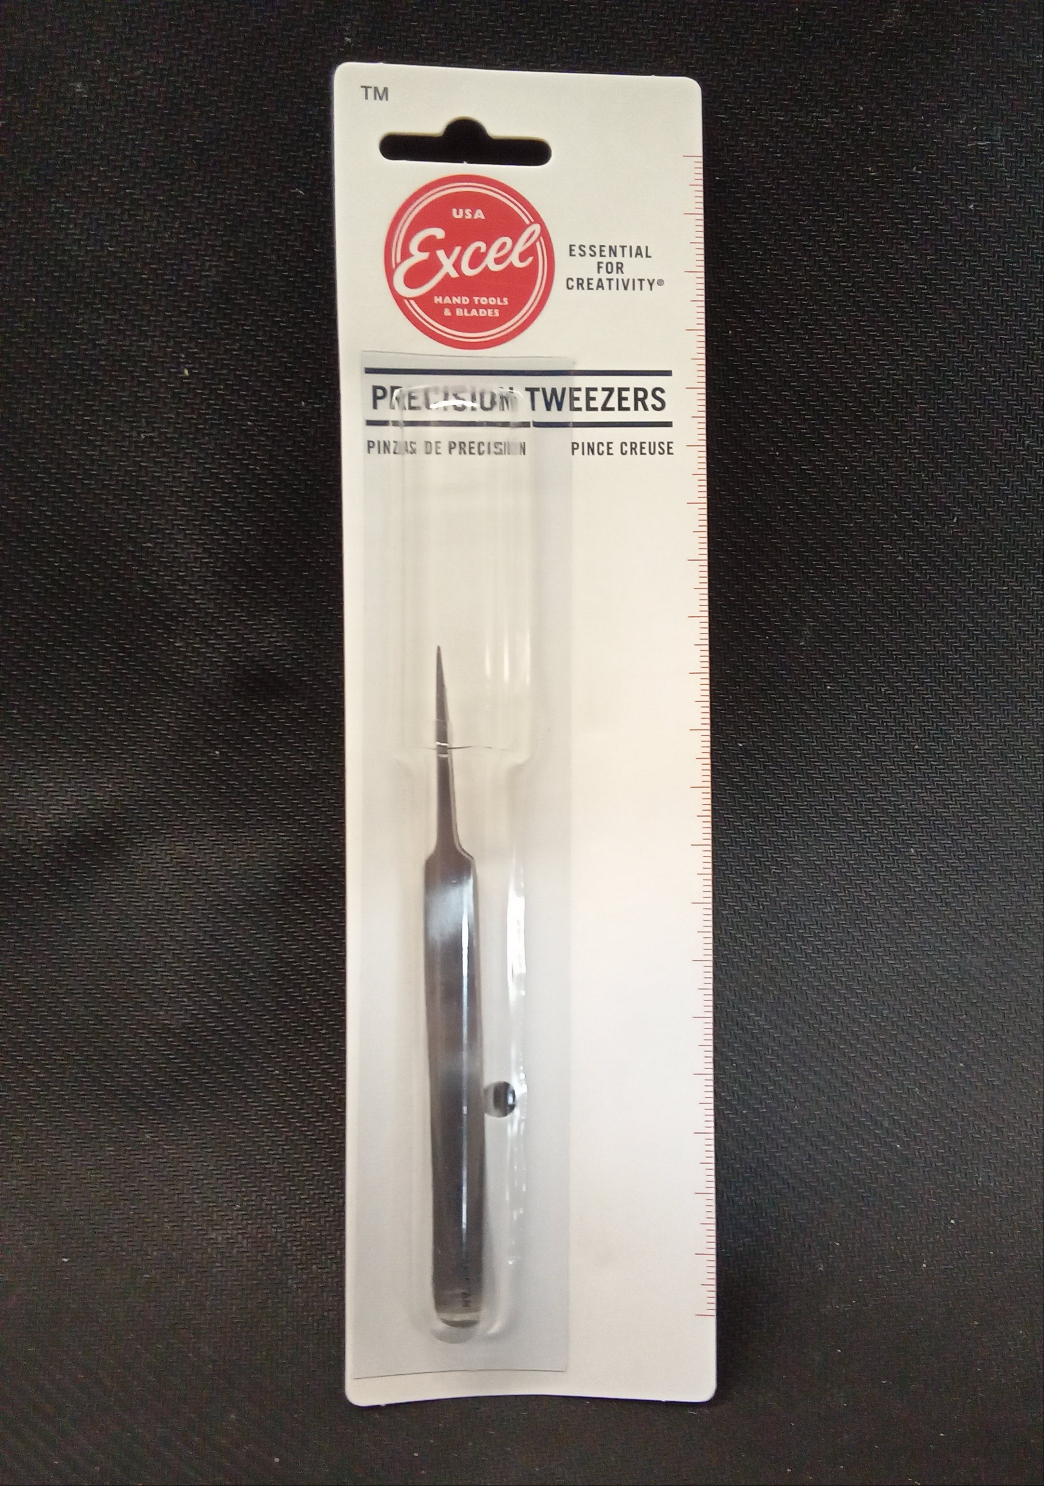 TM
USA
Excel
HAND TOOLS
& BLADES
ESSENTIAL
FOR
CREATIVITY®
PRECISION TWEEZERS
PINZAS DE PRECISION PINCE CREUSE